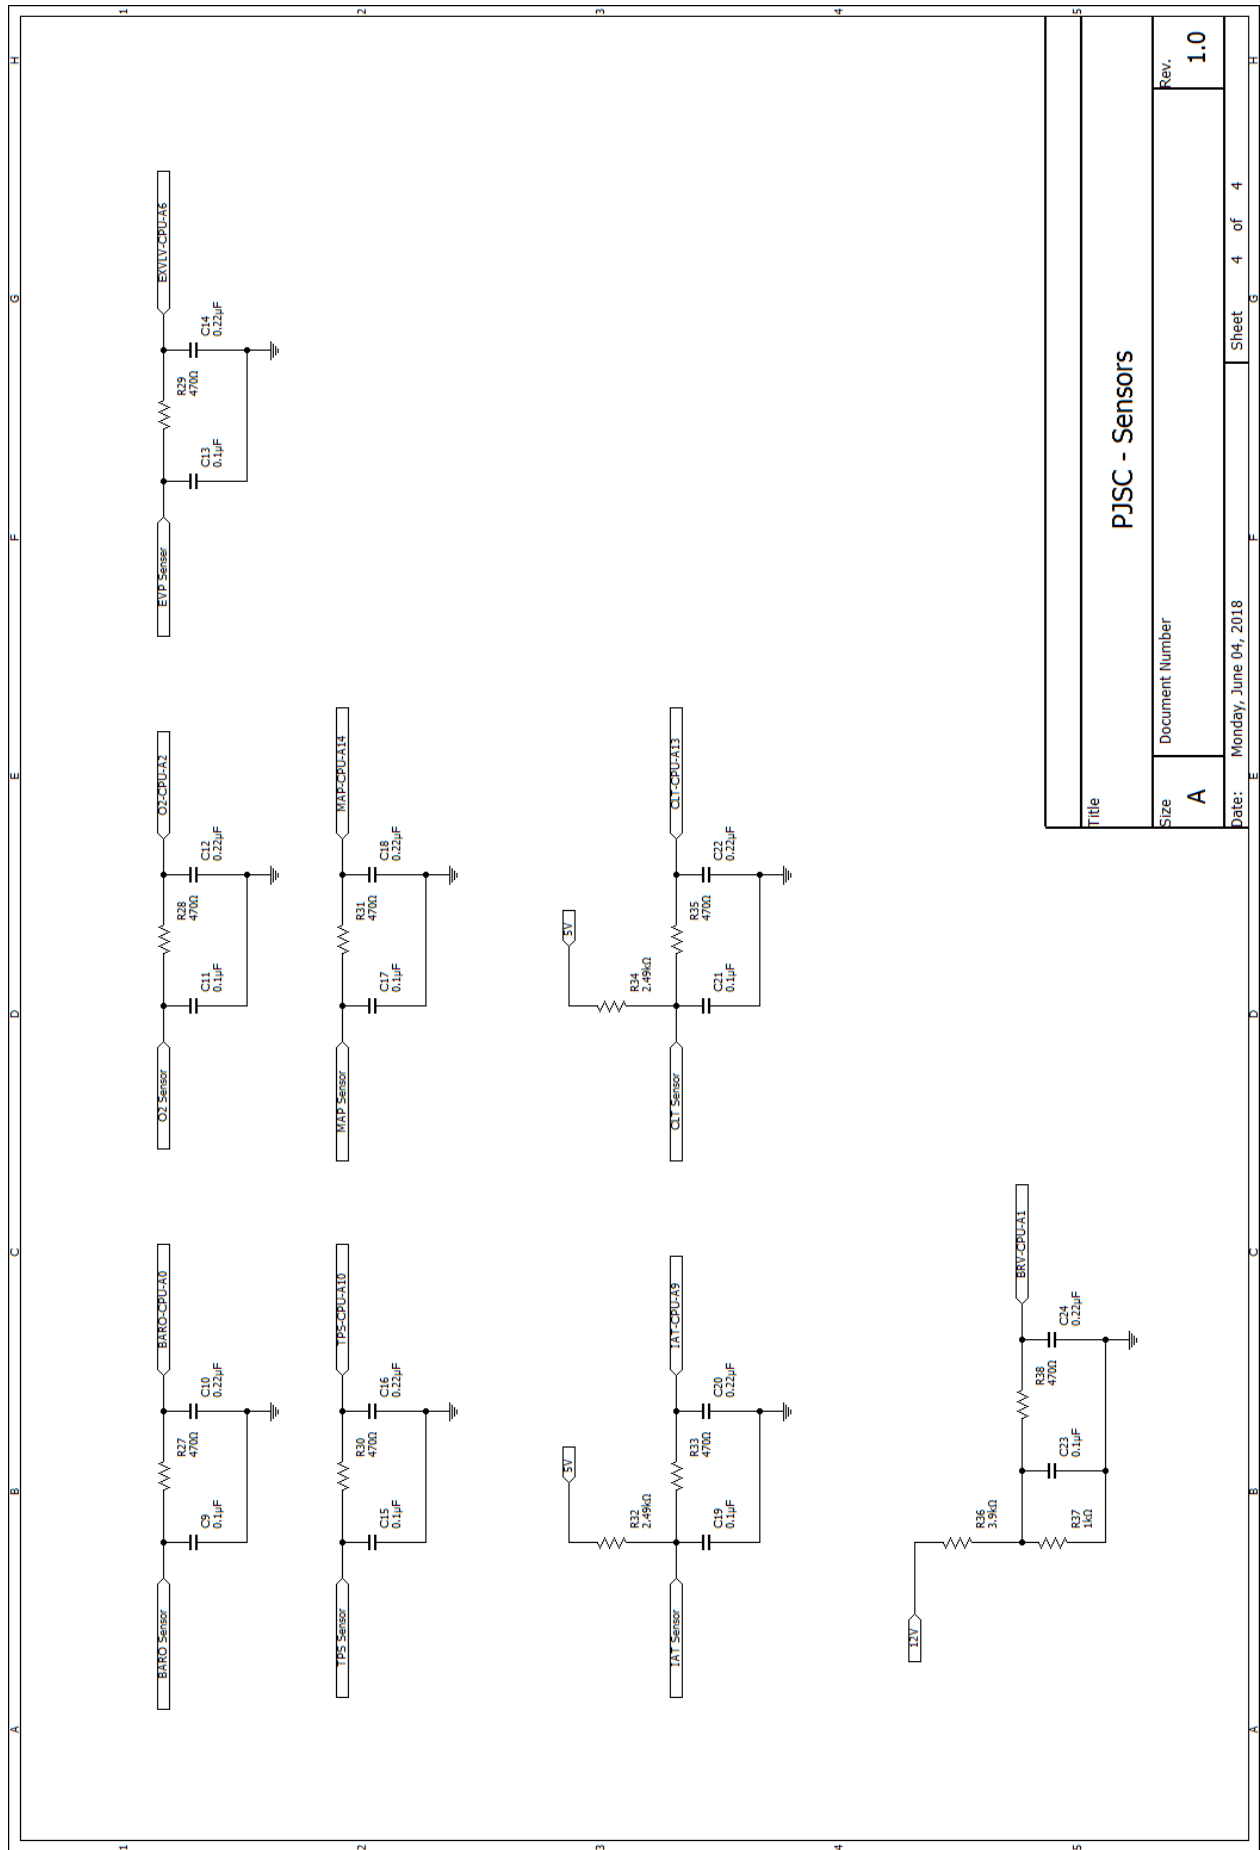 A B C D E F G H
1
BARO Sensor
C9
0.1µF
R27
470Ω
C10
0.22µF
BARO-CPU-A0
O2 Sensor
C11
0.1µF
R28
470Ω
C12
0.22µF
O2-CPU-A2
EVP Senser
C13
0.1µF
R29
470Ω
C14
0.22µF
EXVLV-CPU-A6
1
2
TPS Sensor
C15
0.1µF
R30
470Ω
C16
0.22µF
TPS-CPU-A10
MAP Sensor
C17
0.1µF
R31
470Ω
C18
0.22µF
MAP-CPU-A14
2
3
5V
R32
2.49kΩ
IAT Sensor
C19
0.1µF
R33
470Ω
C20
0.22µF
IAT-CPU-A9
5V
R34
2.49kΩ
CLT Sensor
C21
0.1µF
R35
470Ω
C22
0.22µF
CLT-CPU-A13
3
4
12V
R36
3.9kΩ
R37
1kΩ
C23
0.1µF
R38
470Ω
C24
0.22µF
BRV-CPU-A1
4
5
Title
PJSC - Sensors
Size
A
Document Number
Rev.
1.0
Date: Monday, June 04, 2018 Sheet 4 of 4
5
A B C D E F G H